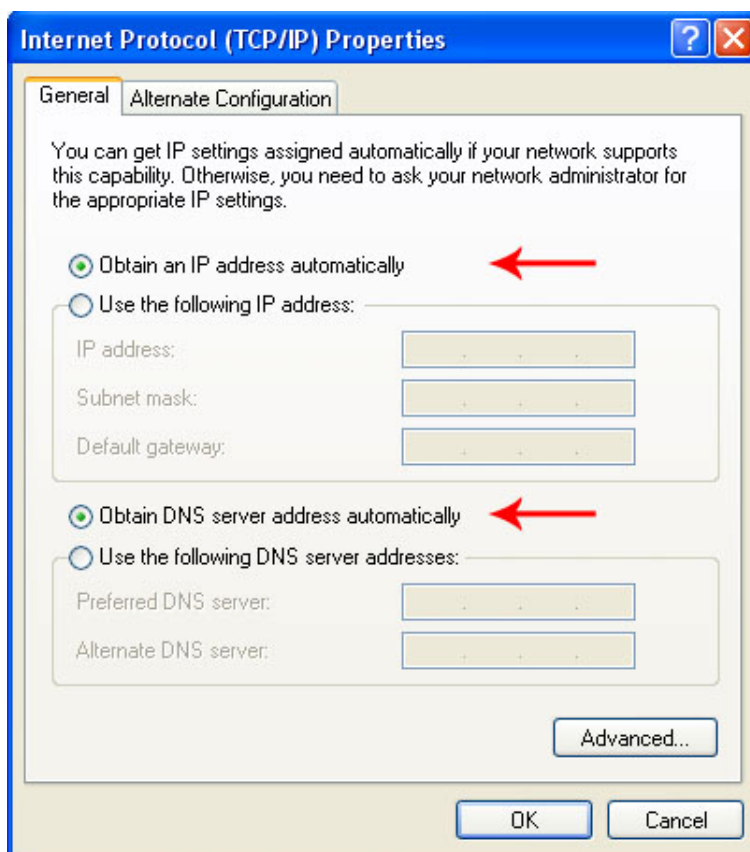 Internet Protocol (TCP/IP) Properties
?
General
Alternate Configuration
You can get IP settings assigned automatically if your network supports
this capability. Otherwise, you need to ask your network administrator for
the appropriate IP settings.
Obtain an IP address automatically
Use the following IP address:
IP address:
Subnet mask:
Default gateway:
Obtain DNS server address automatically
Use the following DNS server addresses:
Preferred DNS server:
Alternate DNS server:
Advanced...
OK
Cancel